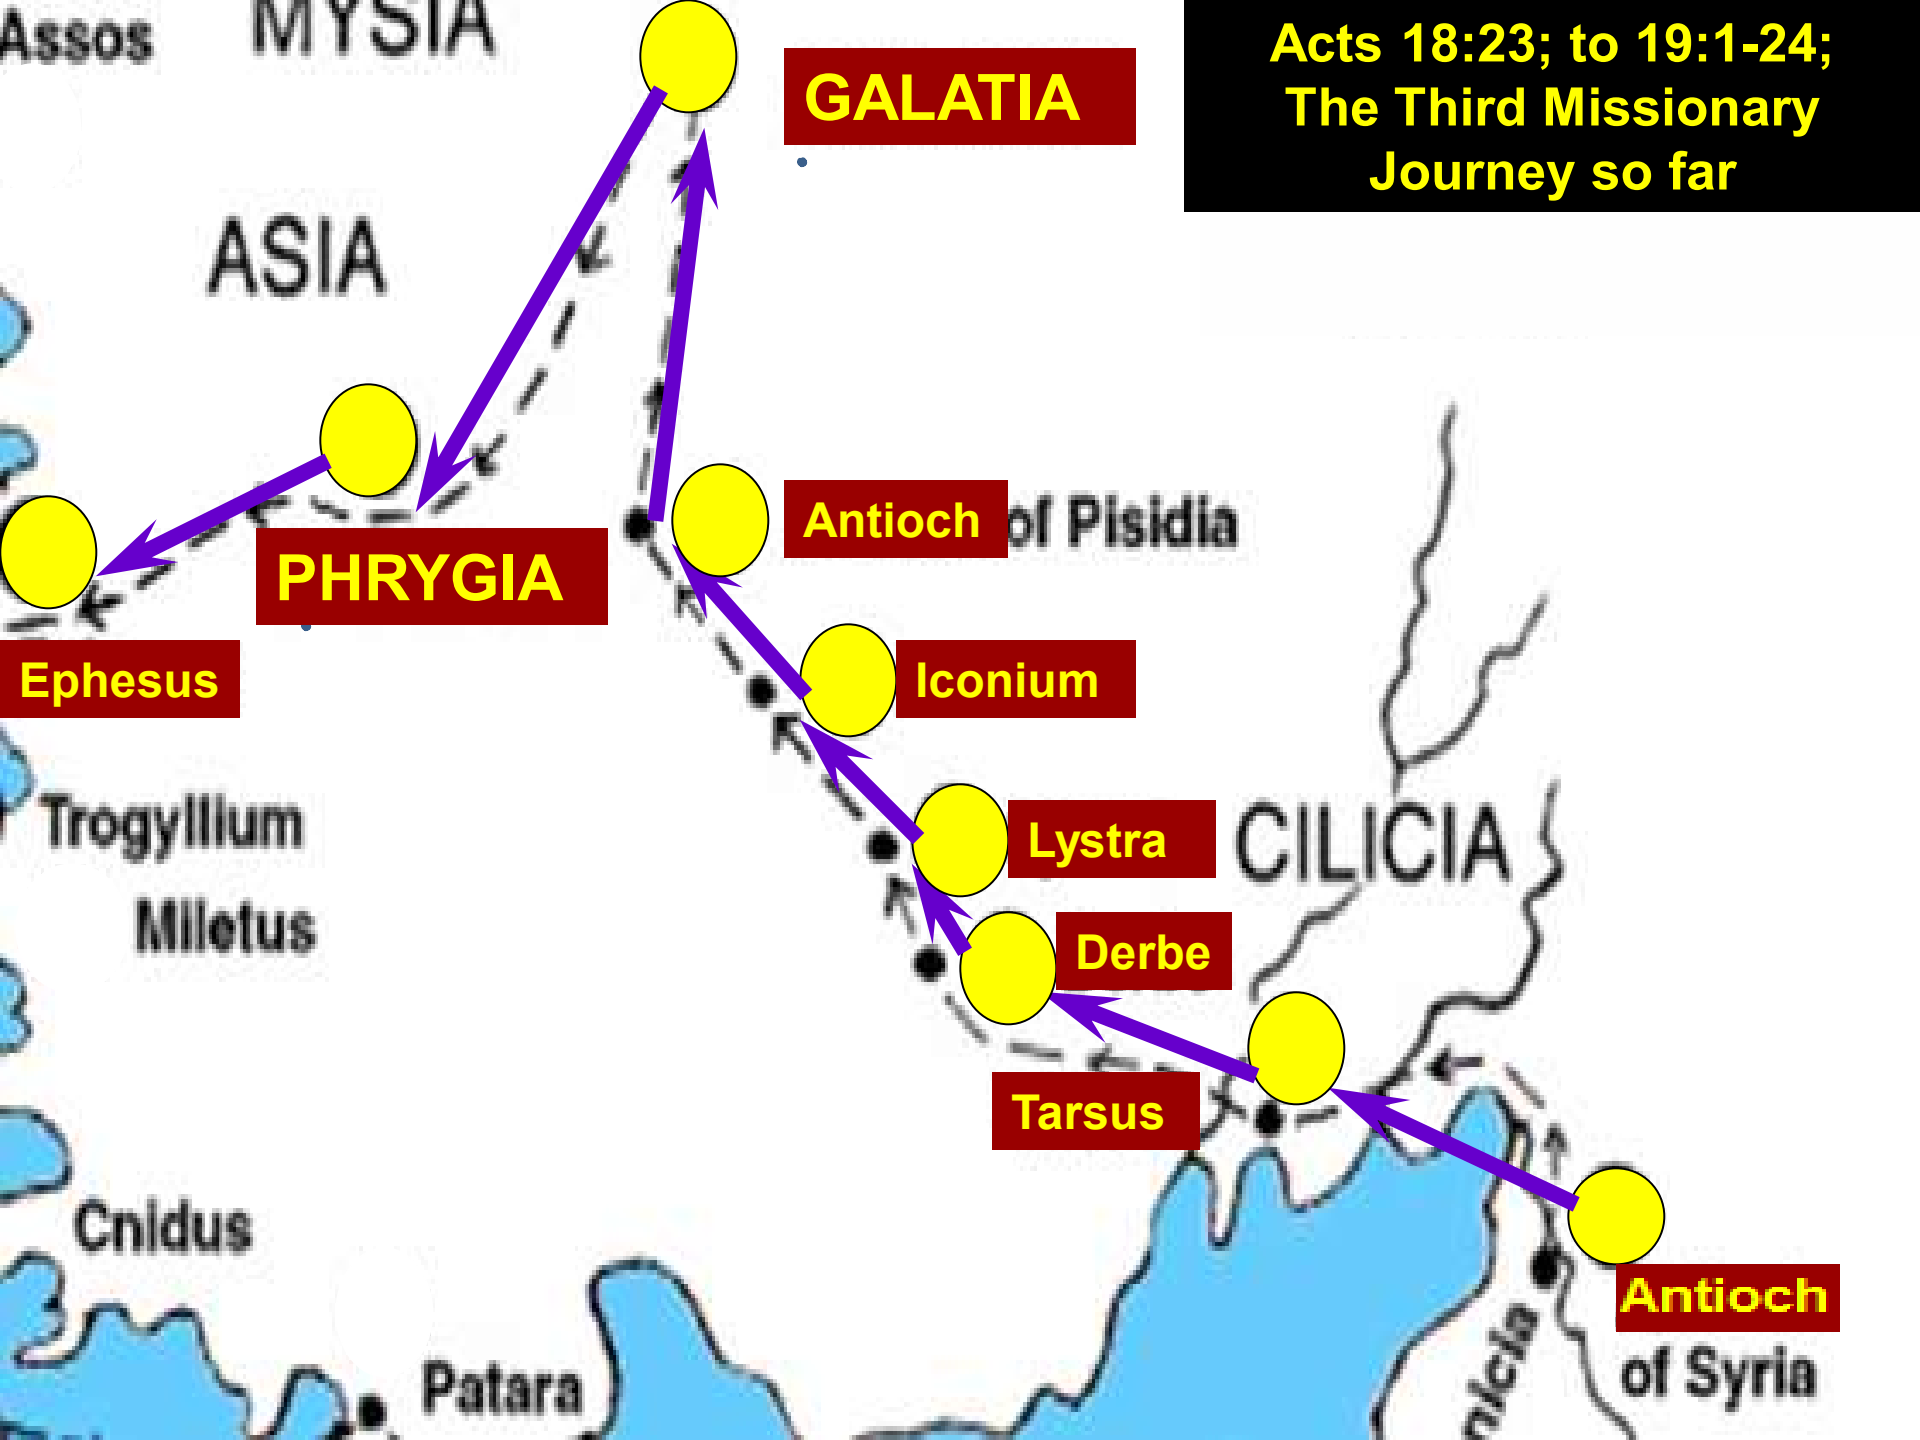 Assos
MYSIA
Acts 18:23; to 19:1-24;
The Third Missionary
Journey so far
GALATIA
ASIA
Antioch of Pisidia
PHRYGIA
Ephesus
Iconium
Trogyllium
Lystra
CILICIA
Miletus
Derbe
Tarsus
Cnidus
Antioch
of Syria
Patara
nicia